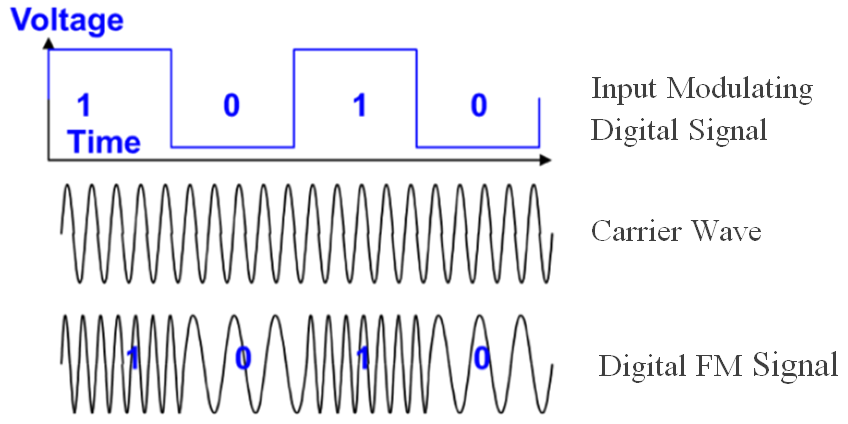 Voltage
1 0 1 0
Time
Input Modulating
Digital Signal
Carrier Wave
1 0 1 0
Digital FM Signal